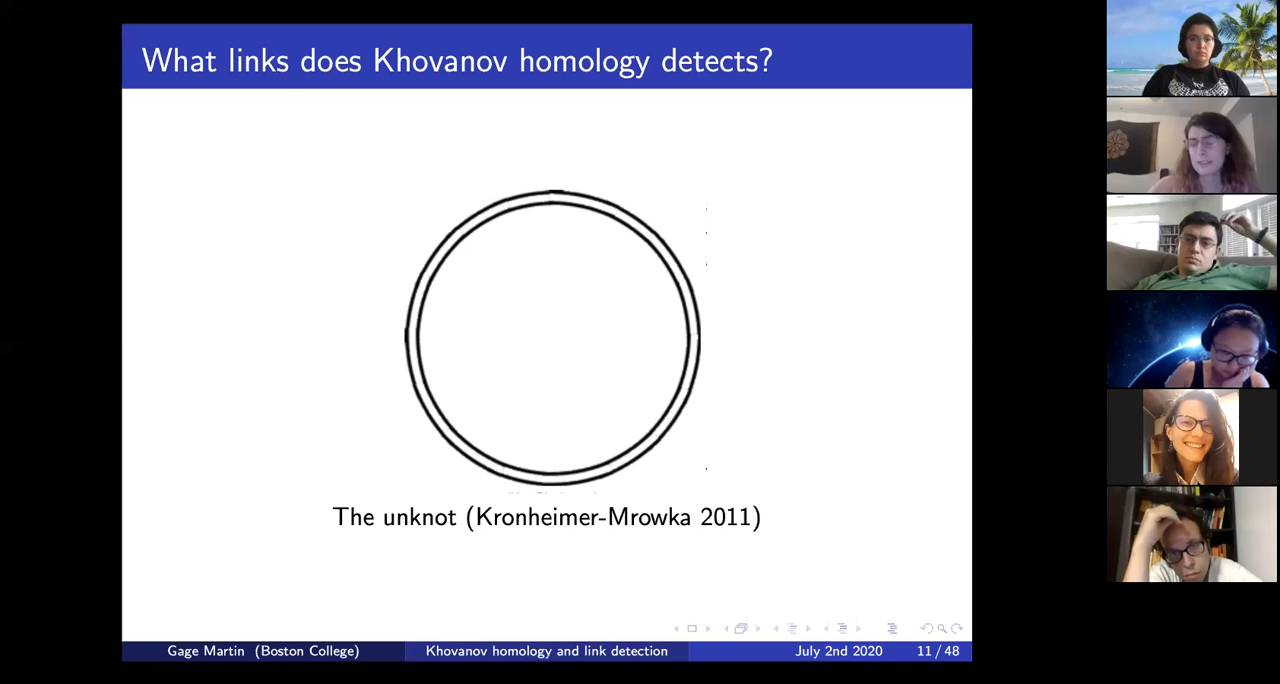 What links does Khovanov homology detects?
The unknot (Kronheimer-Mrowka 2011)
Gage Martin (Boston College) Khovanov homology and link detection July 2nd 2020 11 / 48